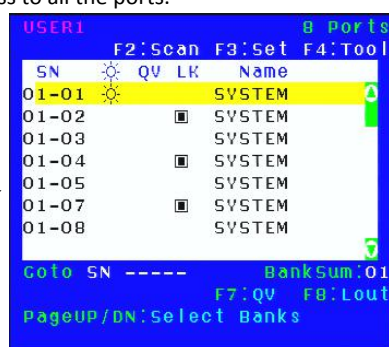 ss to all the ports.
USER1 8 Ports
F2:Scan F3:Set F4:Tool
SN QV LK Name
01-01 SYSTEM
01-02 SYSTEM
01-03 SYSTEM
01-04 SYSTEM
01-05 SYSTEM
01-07 SYSTEM
01-08 SYSTEM
Goto SN ----- BankSum:01
F7:QV F8:Lout
PageUP/DN:Select Banks